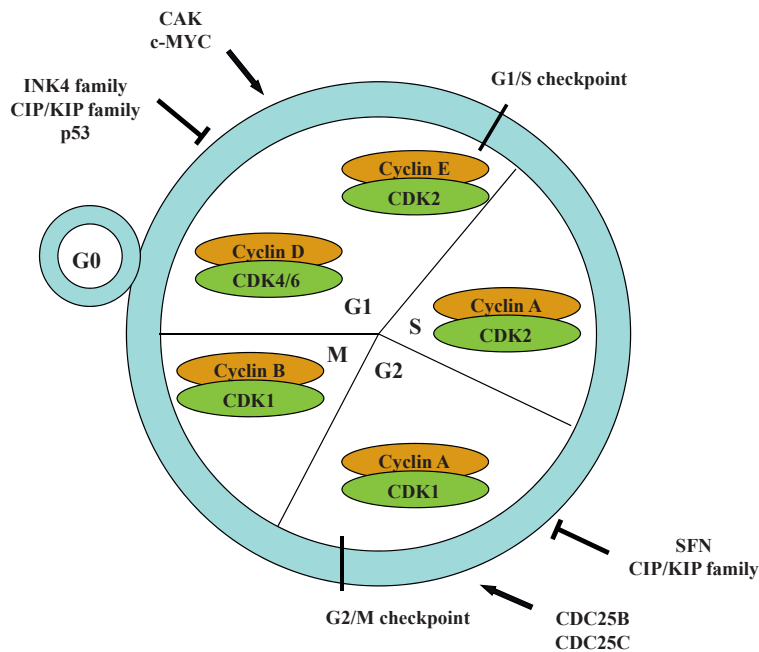 CAK
c-MYC
INK4 family
CIP/KIP family
p53
G1/S checkpoint
Cyclin E
CDK2
G0
Cyclin D
CDK4/6
G1
Cyclin A
CDK2
S
M
G2
Cyclin B
CDK1
Cyclin A
CDK1
SFN
CIP/KIP family
G2/M checkpoint
CDC25B
CDC25C